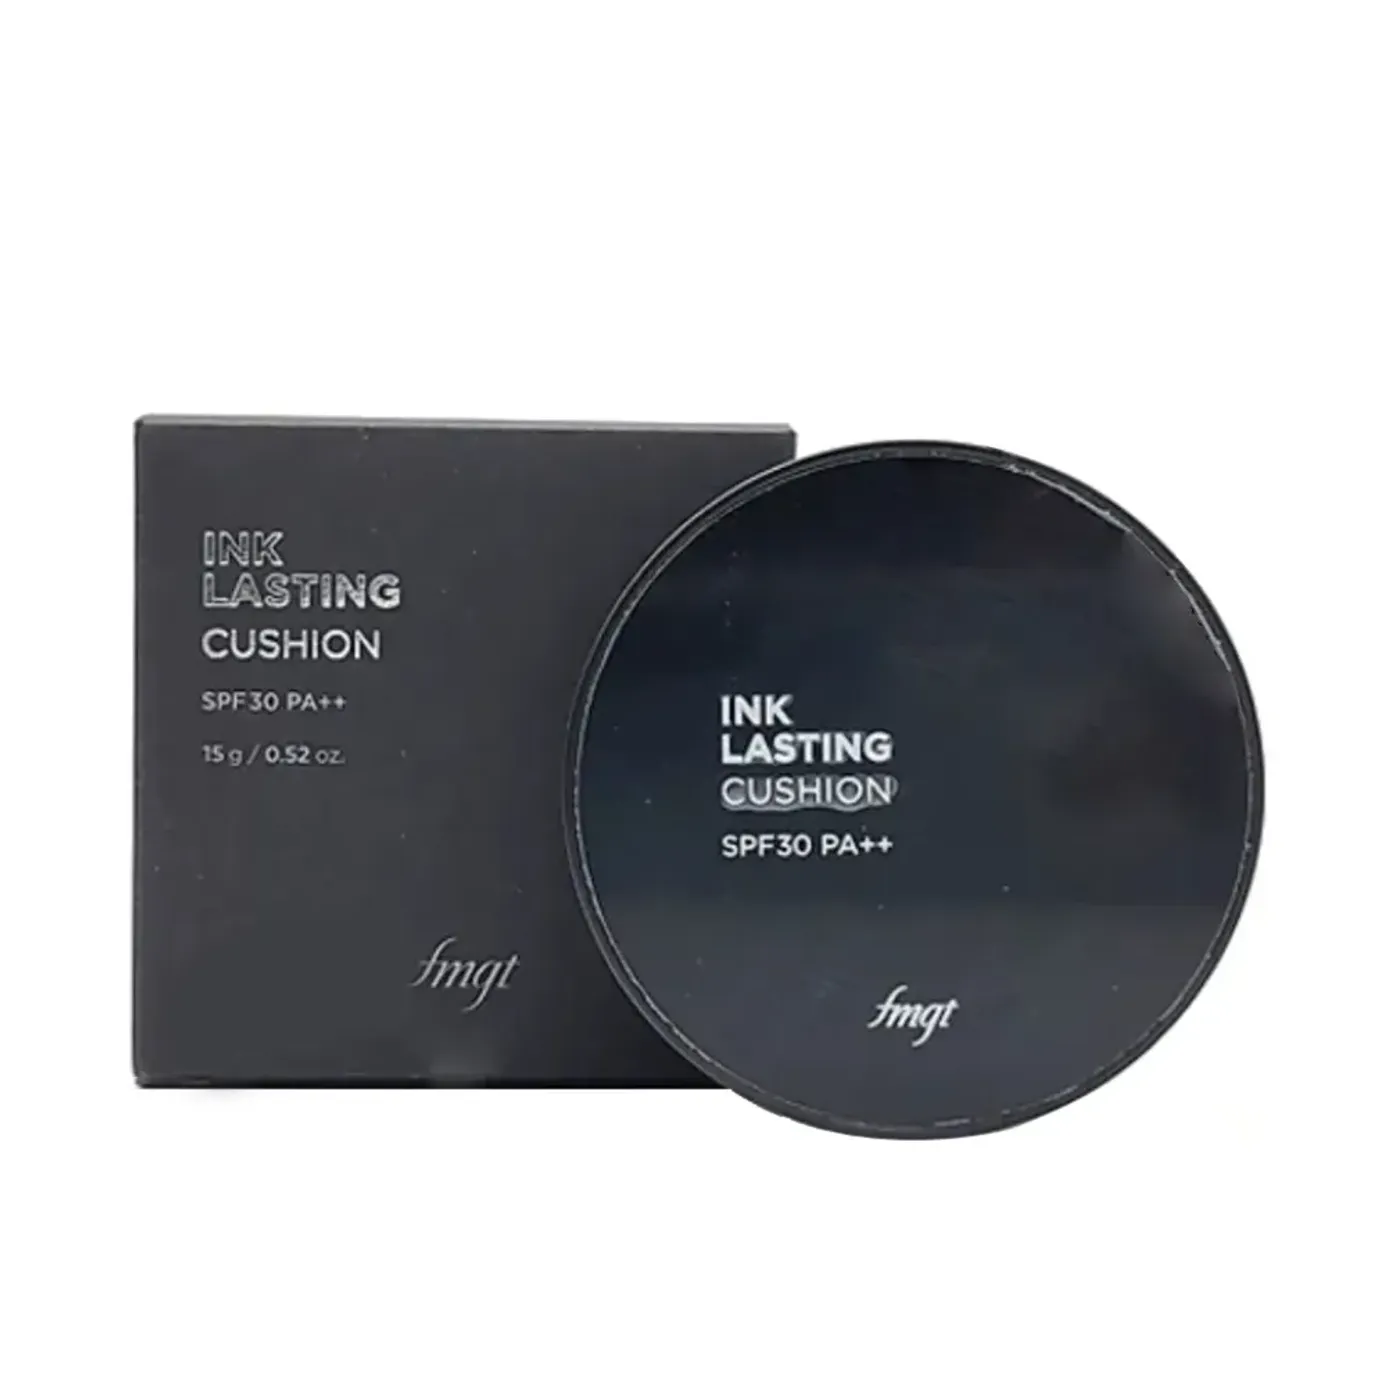 INK
LASTING
CUSHION
SPF30 PA++
15 g / 0.52 oz.
fmgt
INK
LASTING
CUSHION
SPF30 PA++
fmgt